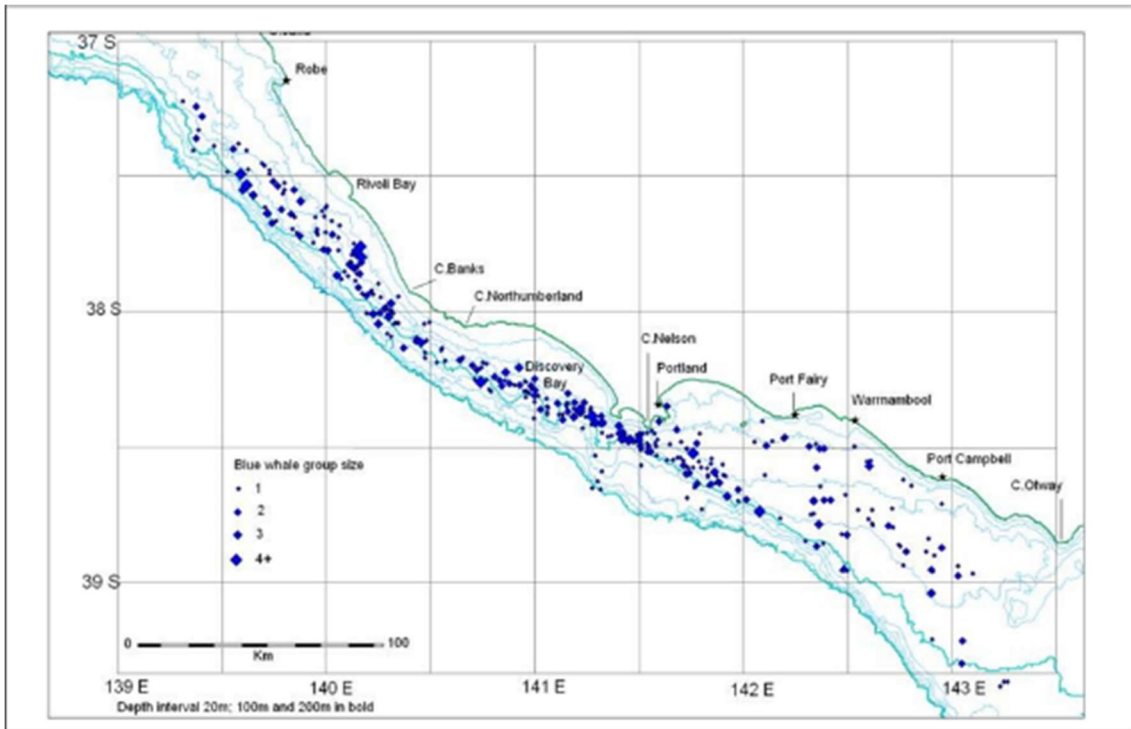 37 S
Robe
Rivoli Bay
C.Banks
38 S
C.Northumberland
C.Nelson
Discovery
Bay
Portland
Port Fairy
Warrnambool
Port Campbell
C.Otway
Blue whale group size
1
2
3
4+
39 S
0
100
Km
139 E
140 E
141 E
142 E
143 E
Depth interval 20m; 100m and 200m in bold